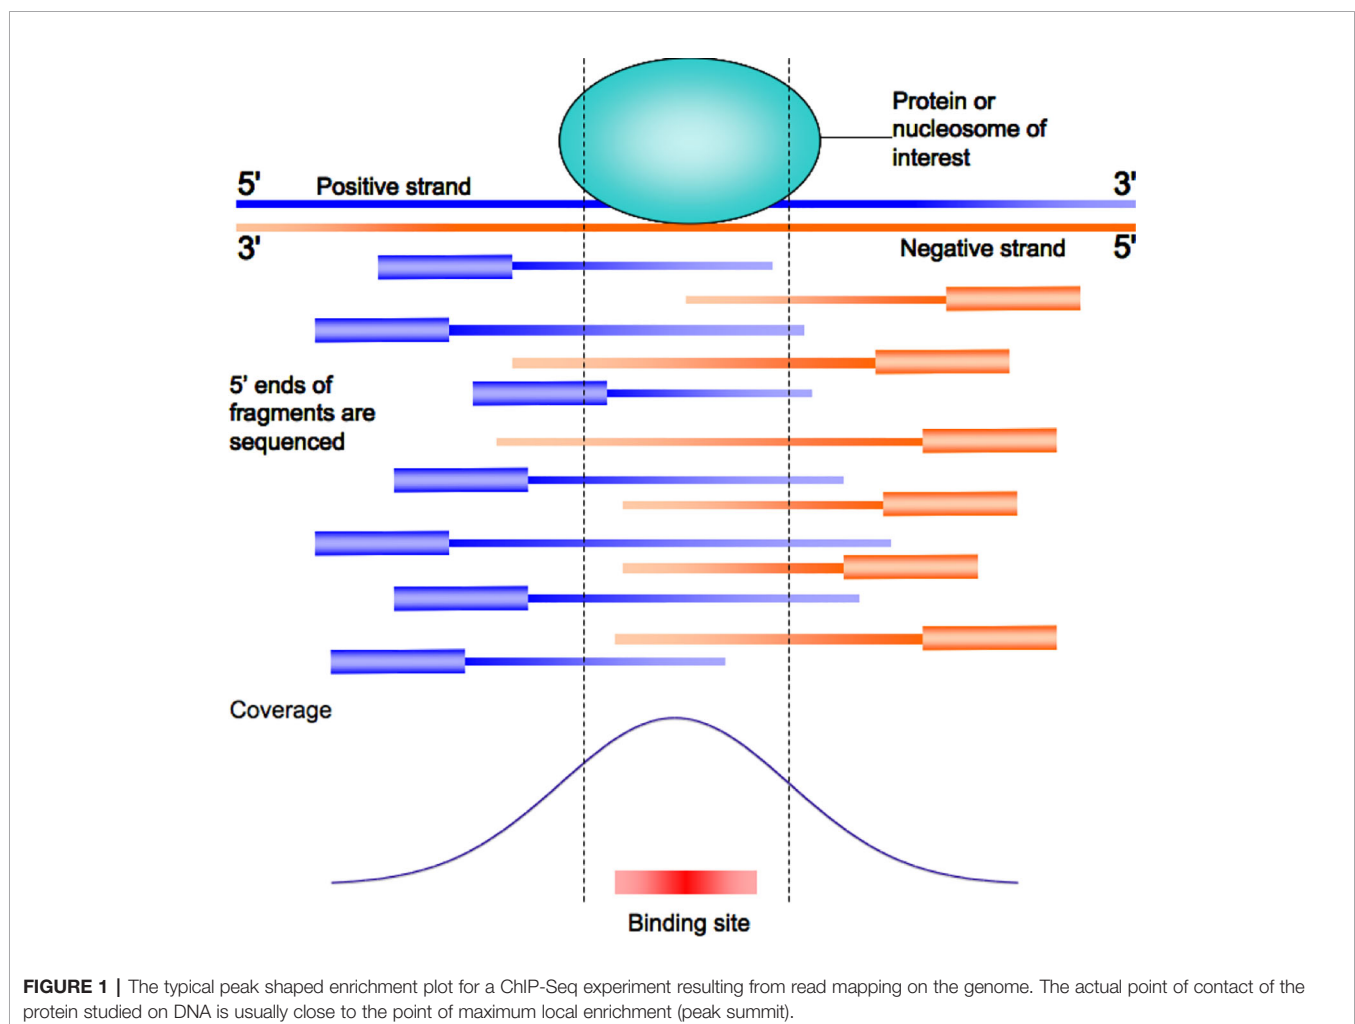 Protein or
nucleosome of
interest
5'
Positive strand
3'
3'
Negative strand
5'
5’ ends of
fragments are
sequenced
Coverage
Binding site
FIGURE 1 | The typical peak shaped enrichment plot for a ChIP-Seq experiment resulting from read mapping on the genome. The actual point of contact of the
protein studied on DNA is usually close to the point of maximum local enrichment (peak summit).